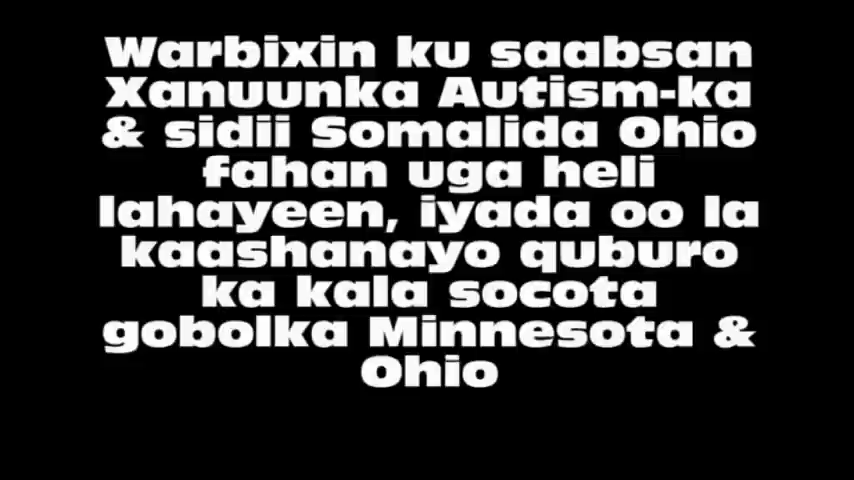 Warbixin ku saabsan
Xanuunka Autism-ka
& sidii Somalida Ohio
fahan uga heli
lahayeen, iyada oo la
kaashanayo quburo
ka kala socota
gobolka Minnesota &
Ohio